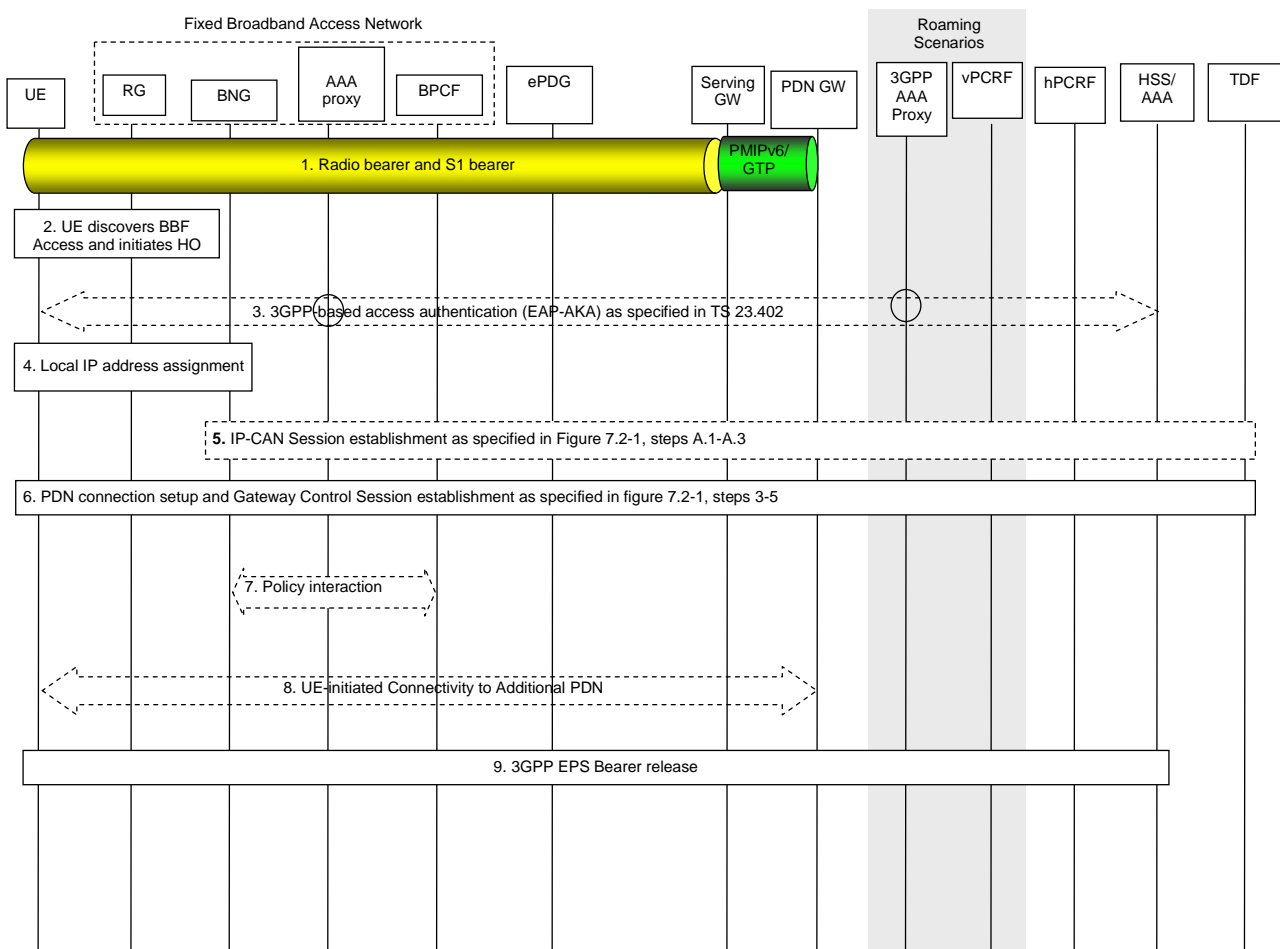 Fixed Broadband Access Network
Roaming
Scenarios
UE
RG
BNG
AAA
proxy
BPCF
ePDG
Serving
GW
PDN GW
3GPP
AAA
Proxy
vPCRF
hPCRF
HSS/
AAA
TDF
1. Radio bearer and S1 bearer
PMIPv6/
GTP
2. UE discovers BBF
Access and initiates HO
3. 3GPP-based access authentication (EAP-AKA) as specified in TS 23.402
4. Local IP address assignment
5. IP-CAN Session establishment as specified in Figure 7.2-1, steps A.1-A.3
6. PDN connection setup and Gateway Control Session establishment as specified in figure 7.2-1, steps 3-5
7. Policy interaction
8. UE-initiated Connectivity to Additional PDN
9. 3GPP EPS Bearer release